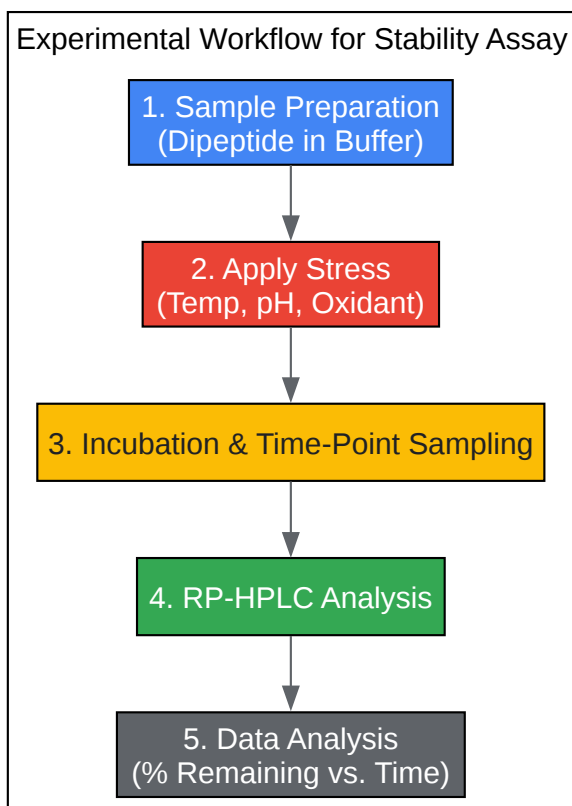 Experimental Workflow for Stability Assay
1. Sample Preparation
(Dipeptide in Buffer)
2. Apply Stress
(Temp, pH, Oxidant)
3. Incubation & Time-Point Sampling
4. RP-HPLC Analysis
5. Data Analysis
(% Remaining vs. Time)